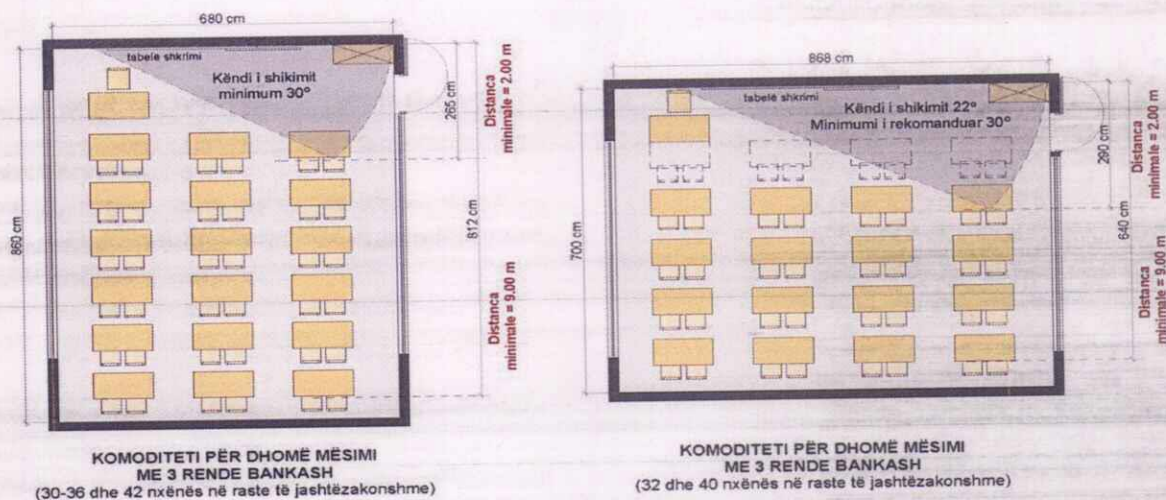 680 cm
tabelë shkrimi
Këndi i shikimit
minimum 30°
860 cm
265 cm
812 cm
Distanca
minimale = 2.00 m
Distanca
minimale = 9.00 m
KOMODITETI PËR DHOMË MËSIMI
ME 3 RENDE BANKASH
(30-36 dhe 42 nxënës në raste të jashtëzakonshme)
868 cm
tabelë shkrimi
Këndi i shikimit 22°
Minimumi i rekomanduar 30°
700 cm
290 cm
640 cm
Distanca
minimale = 2.00 m
Distanca
minimale = 9.00 m
KOMODITETI PËR DHOMË MËSIMI
ME 3 RENDE BANKASH
(32 dhe 40 nxënës në raste të jashtëzakonshme)